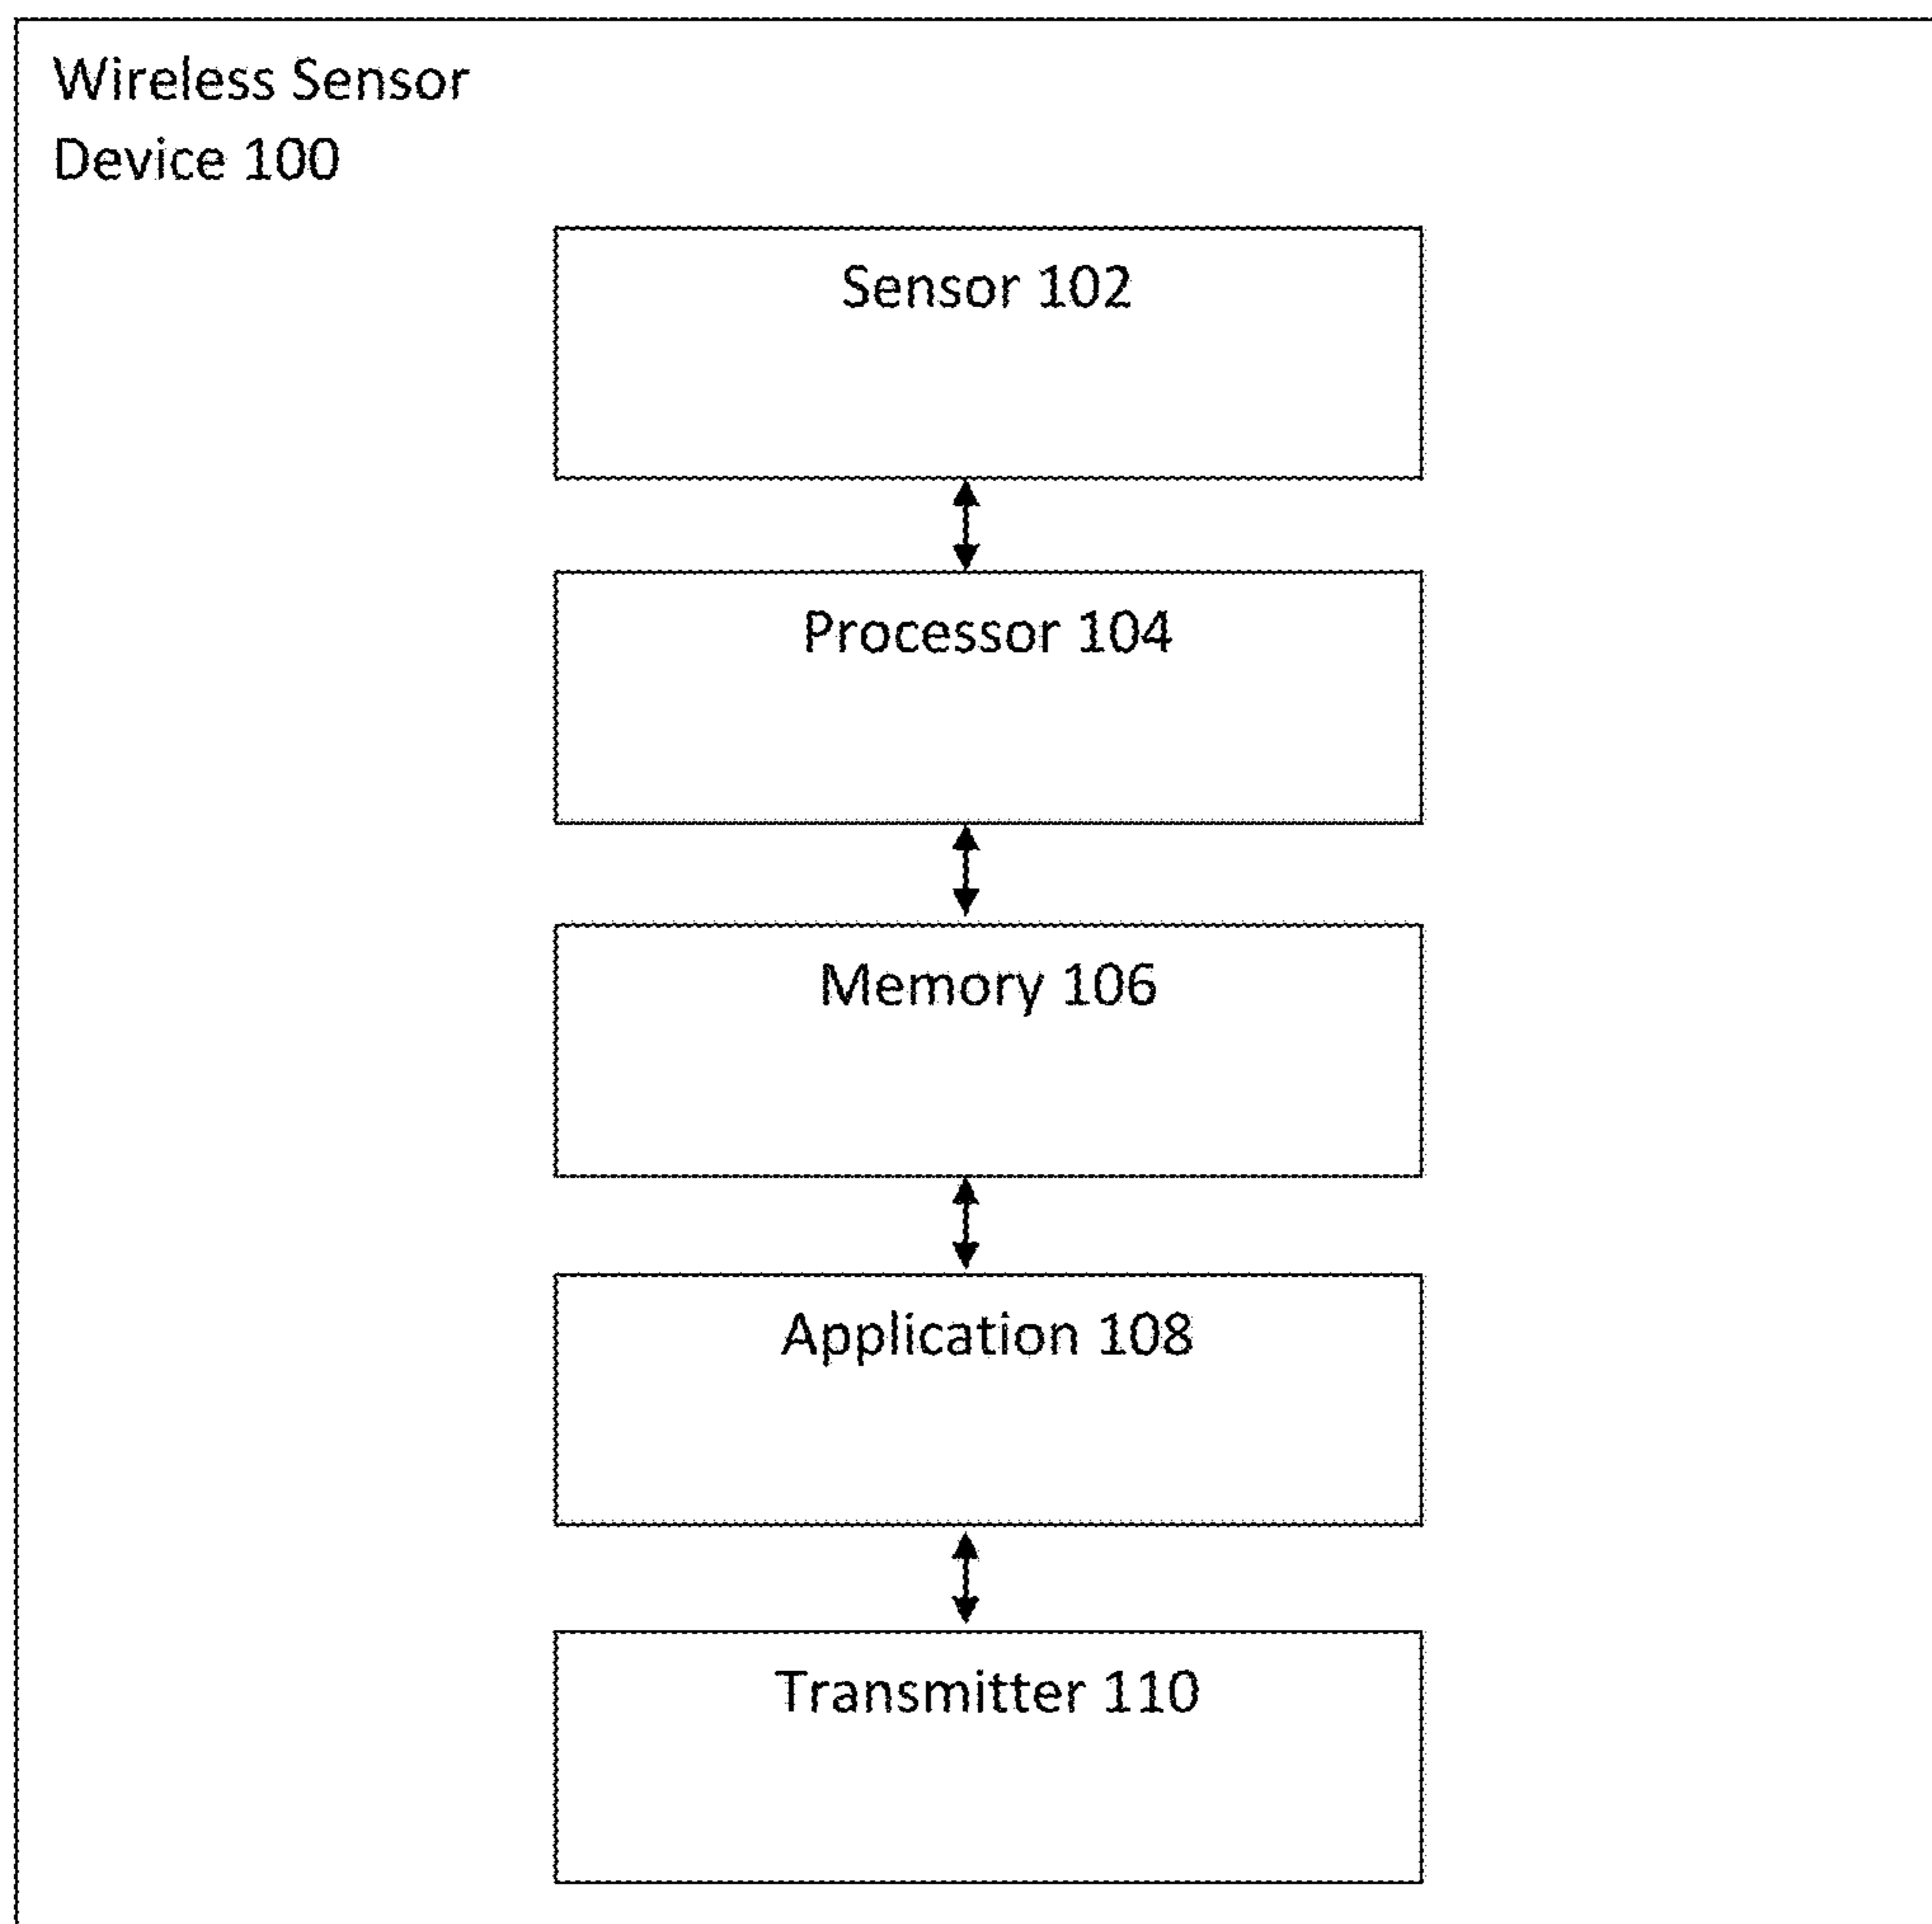 Wireless Sensor
Device 100
Sensor 102
Processor 104
Memory 106
Application 108
Transmitter 110